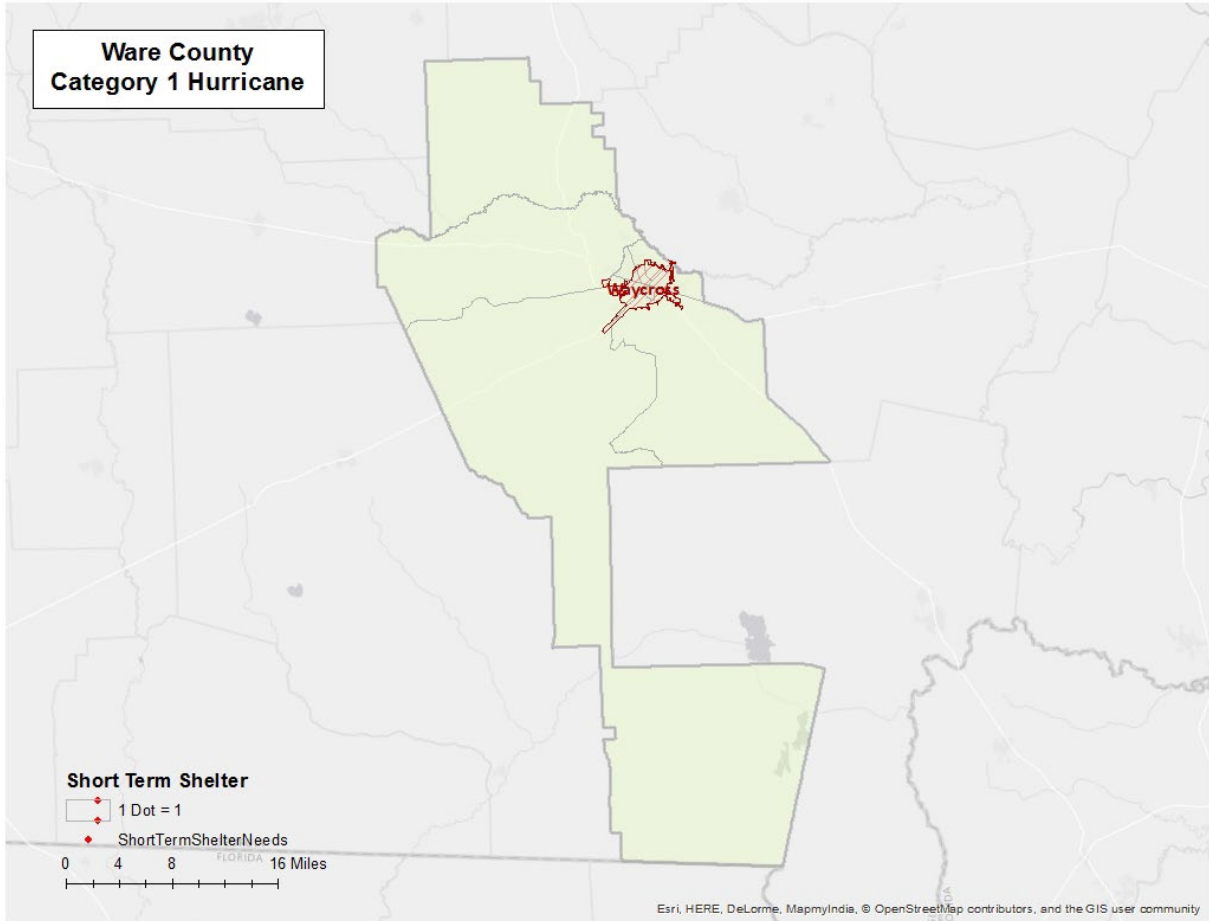 Ware County
Category 1 Hurricane
Waycross
Short Term Shelter
1 Dot = 1
ShortTermShelterNeeds
FLORIDA
0 4 8 16 Miles
Esri, HERE, DeLorme, MapmyIndia, © OpenStreetMap contributors, and the GIS user community